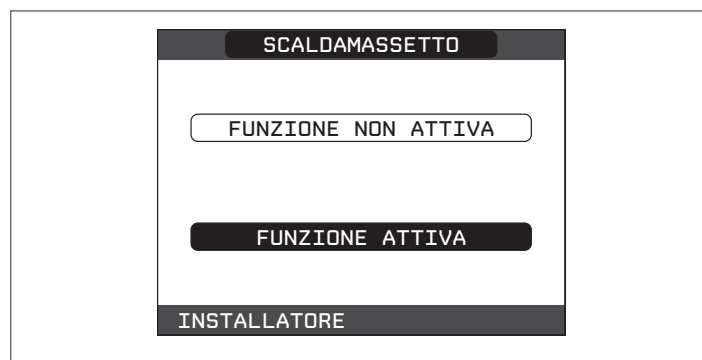 SCALDAMASSETTO
FUNZIONE NON ATTIVA
FUNZIONE ATTIVA
INSTALLATORE